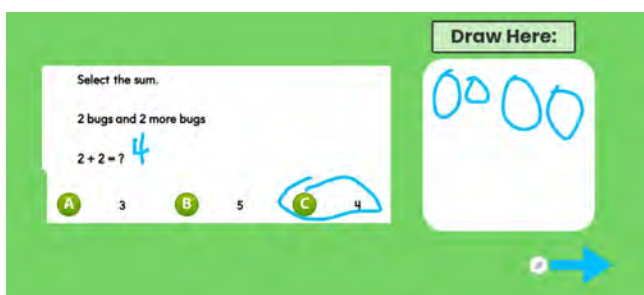 Draw Here:
Select the sum.
2 bugs and 2 more bugs
2 + 2 = ? 4
A 3 B 5 C 4